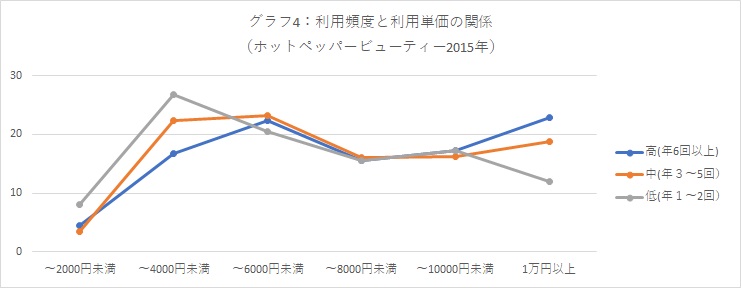 グラフ4：利用頻度と利用単価の関係
（ホットペッパービューティー2015年）
30
20
10
0
～2000円未満
～4000円未満
～6000円未満
～8000円未満
～10000円未満
1万円以上
高(年6回以上)
中(年３～5回)
低(年１～2回）